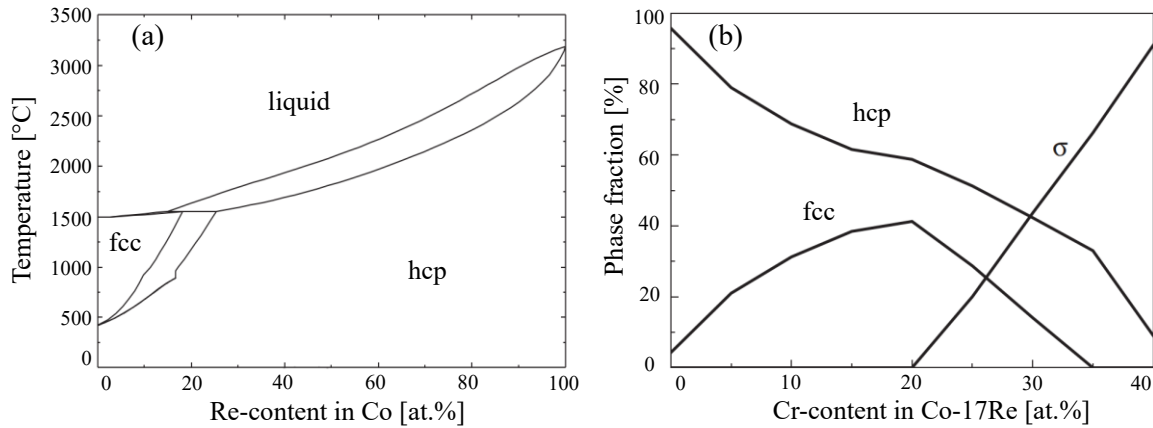 (a)
3500
3000
2500
2000
1500
1000
500
0
Temperature [°C]
liquid
fcc
hcp
0 20 40 60 80 100
Re-content in Co [at.%]
(b)
100
80
60
40
20
0
Phase fraction [%]
hcp
σ
fcc
0 10 20 30 40
Cr-content in Co-17Re [at.%]